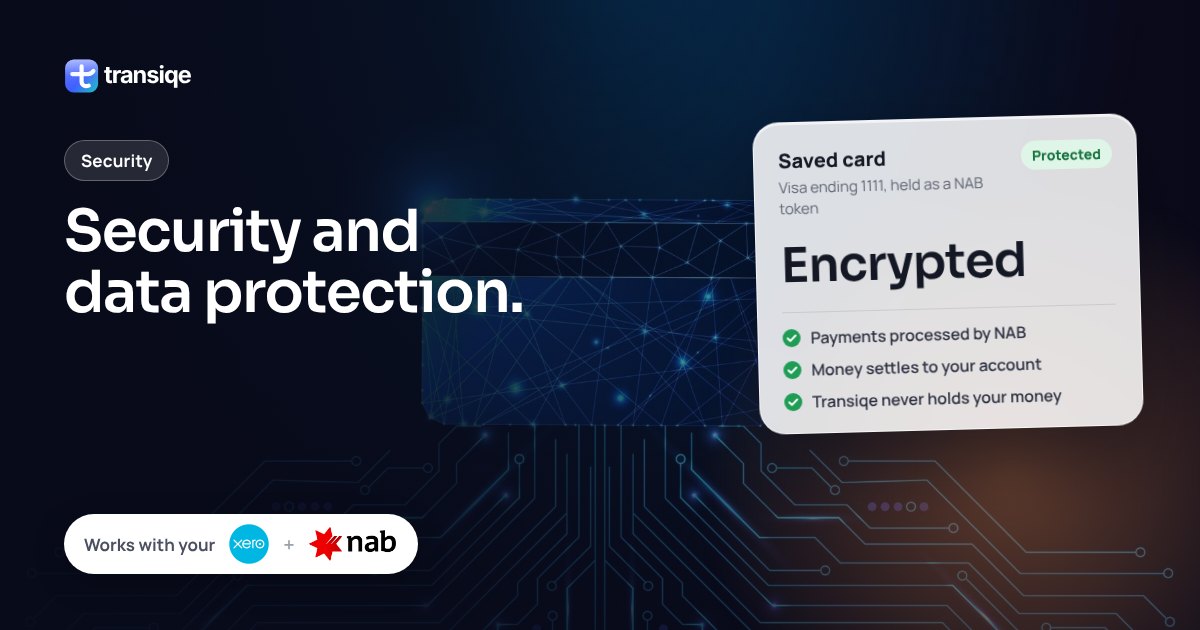 transiqe
Security
Security and
data protection.
Saved card
Protected
Visa ending 1111, held as a NAB
token
Encrypted
Payments processed by NAB
Money settles to your account
Transiqe never holds your money
Works with your xero + nab